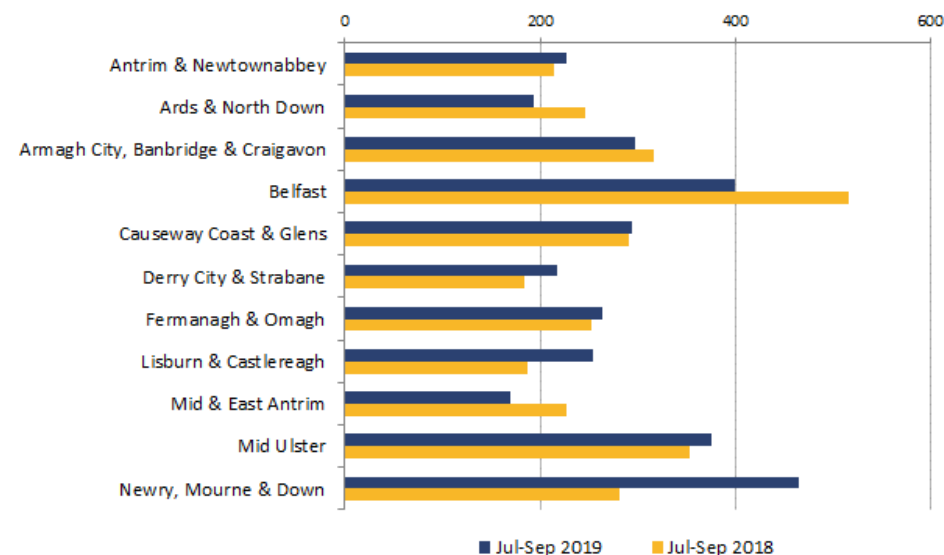 0 200 400 600
Antrim & Newtownabbey
Ards & North Down
Armagh City, Banbridge & Craigavon
Belfast
Causeway Coast & Glens
Derry City & Strabane
Fermanagh & Omagh
Lisburn & Castlereagh
Mid & East Antrim
Mid Ulster
Newry, Mourne & Down
Jul-Sep 2019 Jul-Sep 2018